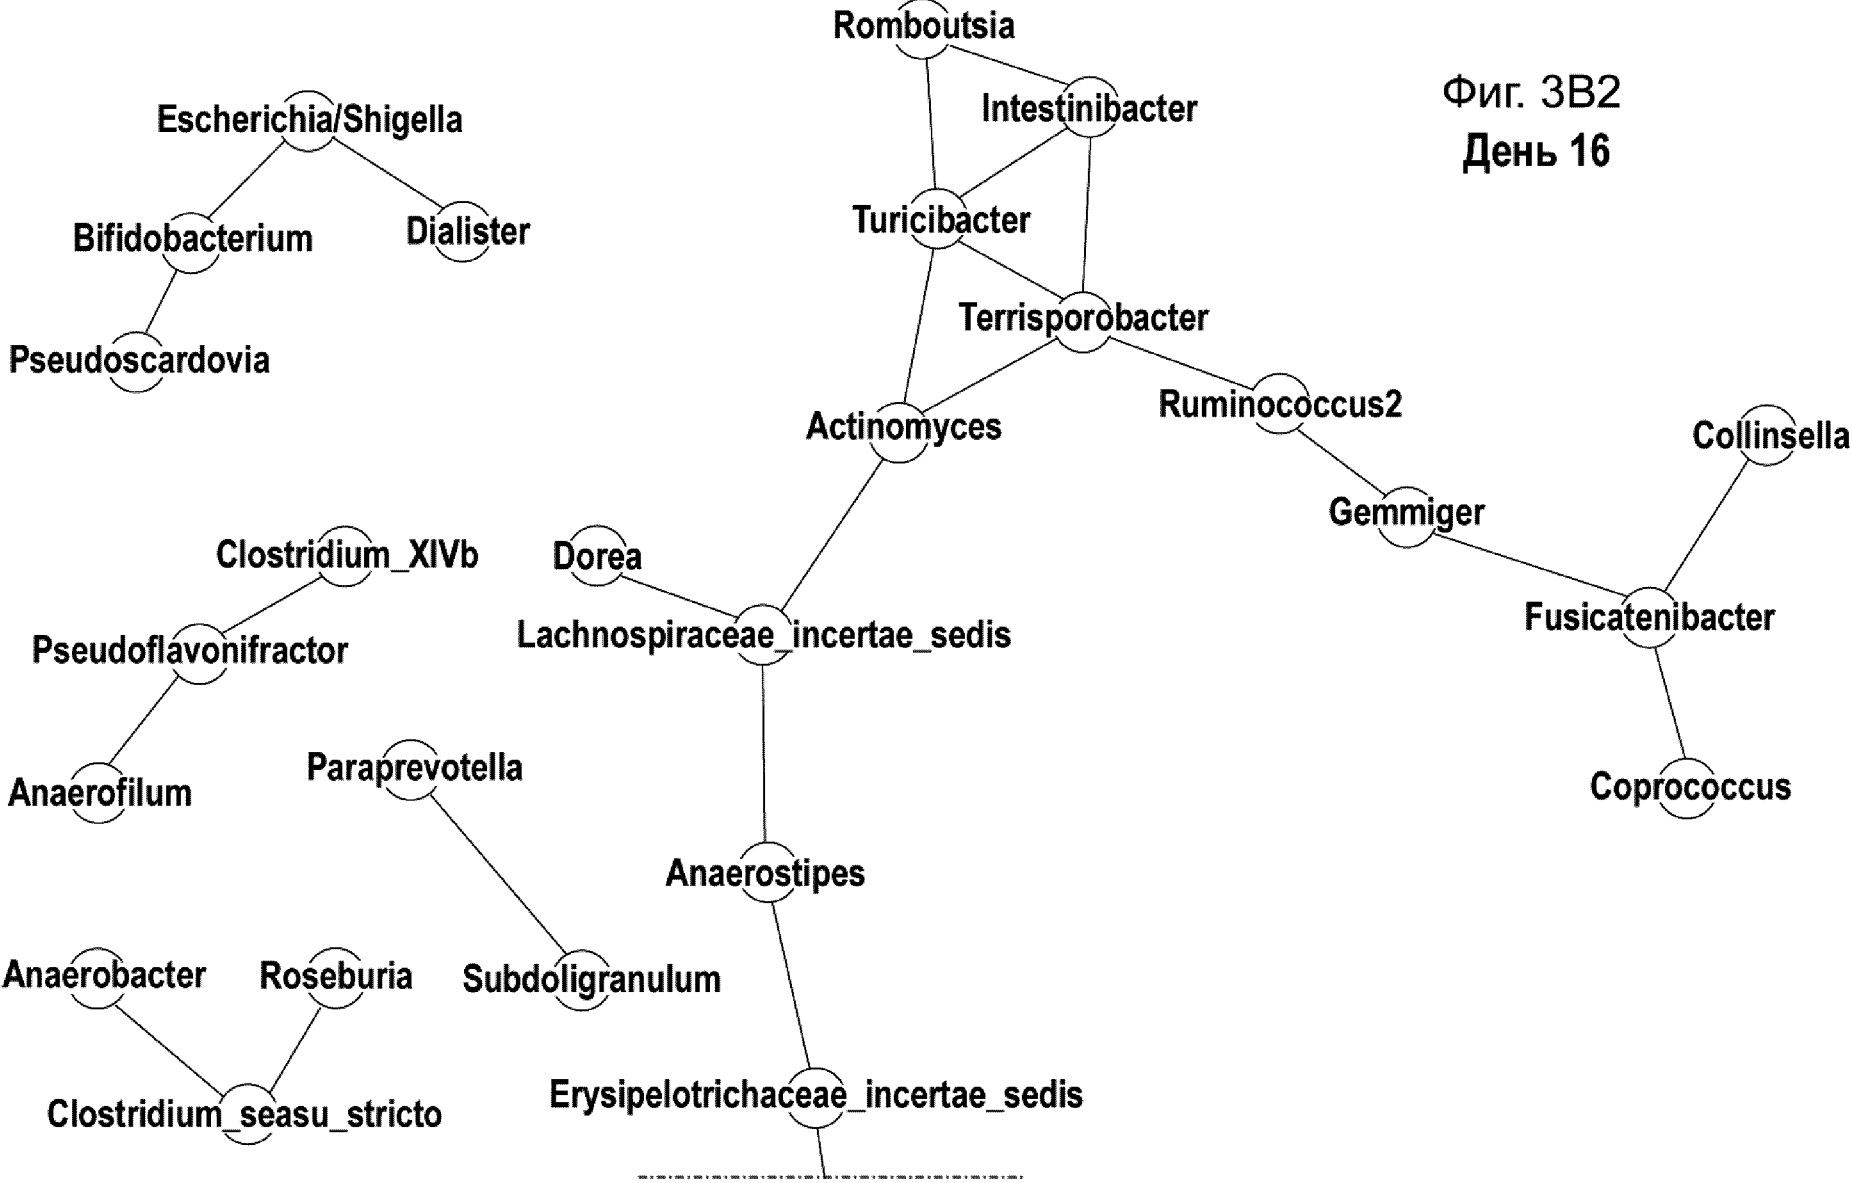 Romboutsia
Фиг. 3В2
День 16
Intestinibacter
Escherichia/Shigella
Turicibacter
Bifidobacterium
Dialister
Terrisporobacter
Pseudoscardovia
Ruminococcus2
Actinomyces
Collinsella
Gemmiger
Clostridium_XIVb
Dorea
Fusicatenibacter
Lachnospiraceae_incertae_sedis
Pseudoflavonifractor
Paraprevotella
Anaerofilum
Coprococcus
Anaerostipes
Anaerobacter
Roseburia
Subdoligranulum
Erysipelotrichaceae_incertae_sedis
Clostridium_seasu_stricto